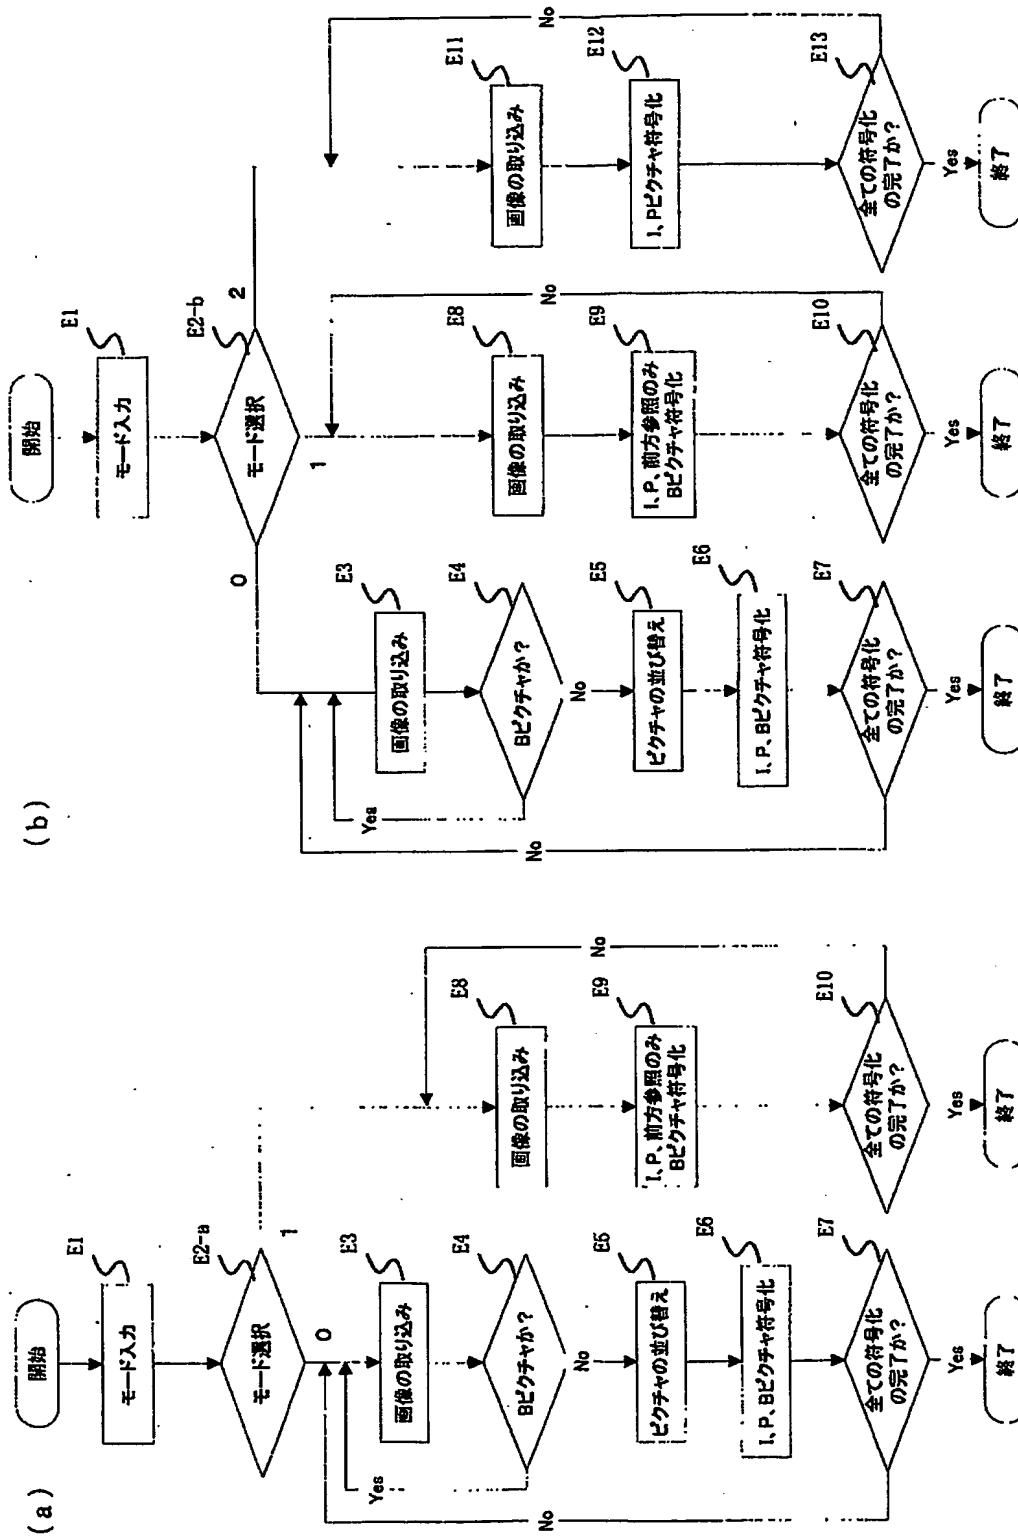 (a)
開始
モード入力
E1
モード選択
E2-a
0
1
画像の取り込み
E3
Bピクチャか?
E4
Yes
No
ピクチャの並び替え
E5
I、P、Bピクチャ符号化
E6
全ての符号化
の完了か?
E7
No
Yes
終了
画像の取り込み
E8
I、P、前方参照のみ
Bピクチャ符号化
E9
全ての符号化
の完了か?
E10
No
Yes
終了
(b)
開始
モード入力
E1
モード選択
E2-b
0
1
2
画像の取り込み
E3
Bピクチャか?
E4
Yes
No
ピクチャの並び替え
E5
I、P、Bピクチャ符号化
E6
全ての符号化
の完了か?
E7
No
Yes
終了
画像の取り込み
E8
I、P、前方参照のみ
Bピクチャ符号化
E9
全ての符号化
の完了か?
E10
No
Yes
終了
画像の取り込み
E11
I、Pピクチャ符号化
E12
全ての符号化
の完了か?
E13
No
Yes
終了